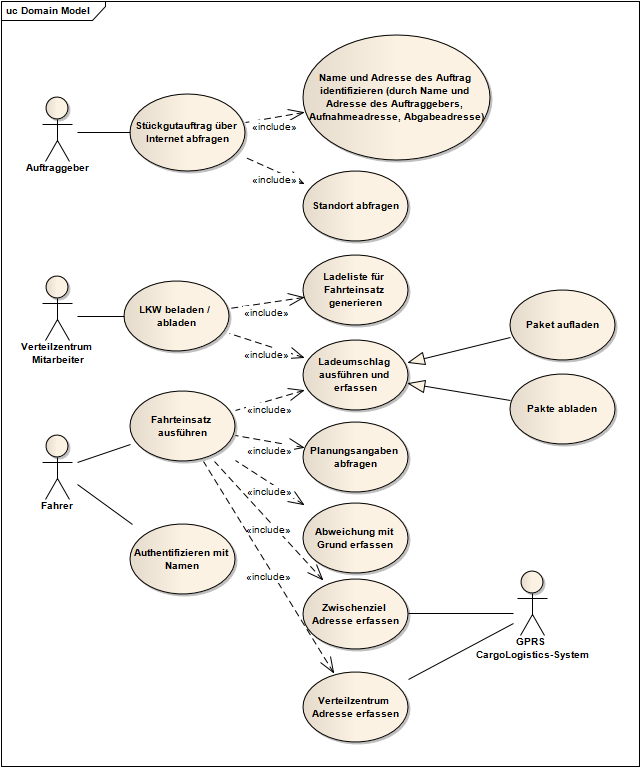 uc Domain Model
Name und Adresse des Auftrag
identifizieren (durch Name und
Adresse des Auftraggebers,
Aufnahmeadresse, Abgabeadresse)
Stückgutauftrag über
Internet abfragen
«include»
Auftraggeber
«include»
Standort abfragen
Ladeliste für
Fahrteinsatz
generieren
LKW beladen /
abladen
«include»
Paket aufladen
Verteilzentrum
Mitarbeiter
«include»
Ladeumschlag
ausführen und
erfassen
Fahrteinsatz
ausführen
«include»
Pakte abladen
Planungsangaben
abfragen
«include»
«include»
Fahrer
Abweichung mit
Grund erfassen
«include»
Authentifizieren mit
Namen
«include»
Zwischenziel
Adresse erfassen
GPRS
CargoLogistics-System
Verteilzentrum
Adresse erfassen